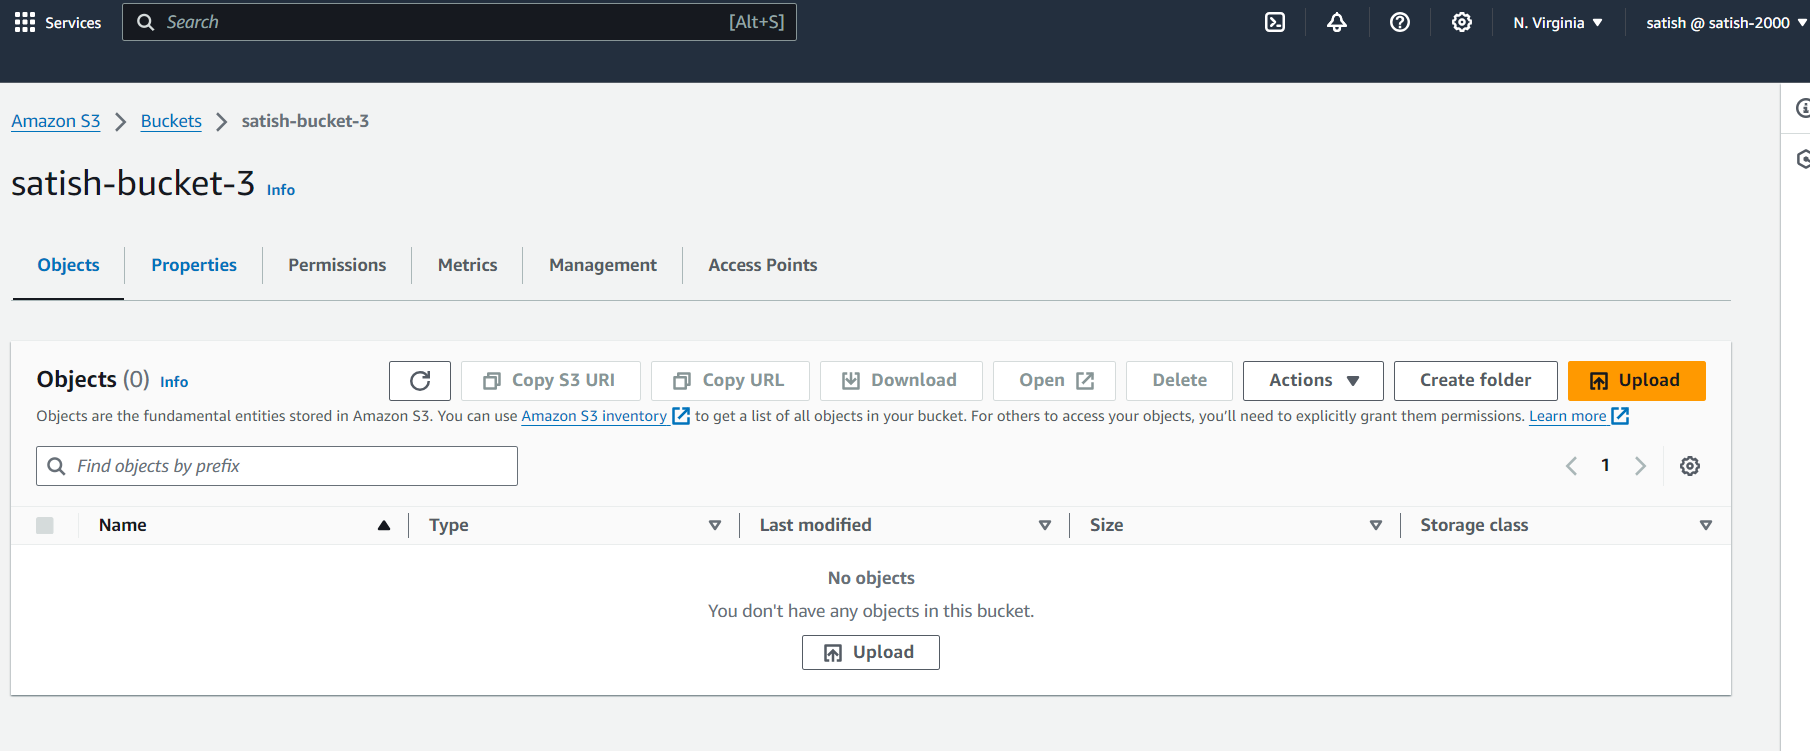 Services Search [Alt+S] N. Virginia satish @ satish-2000
Amazon S3 Buckets satish-bucket-3
satish-bucket-3 Info
Objects Properties Permissions Metrics Management Access Points
Objects (0) Info Copy S3 URI Copy URL Download Open Delete Actions Create folder Upload
Objects are the fundamental entities stored in Amazon S3. You can use Amazon S3 inventory to get a list of all objects in your bucket. For others to access your objects, you’ll need to explicitly grant them permissions. Learn more
Find objects by prefix 1
Name Type Last modified Size Storage class
No objects
You don't have any objects in this bucket.
Upload